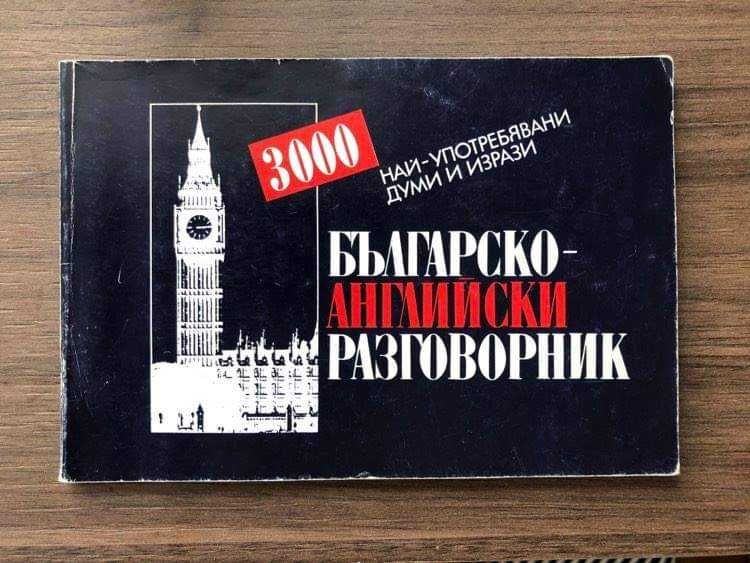 3000
НАЙ-УПОТРЕБЯВАНИ
ДУМИ И ИЗРАЗИ
БЪЛГАРСКО-
АНГЛИЙСКИ
РАЗГОВОРНИК